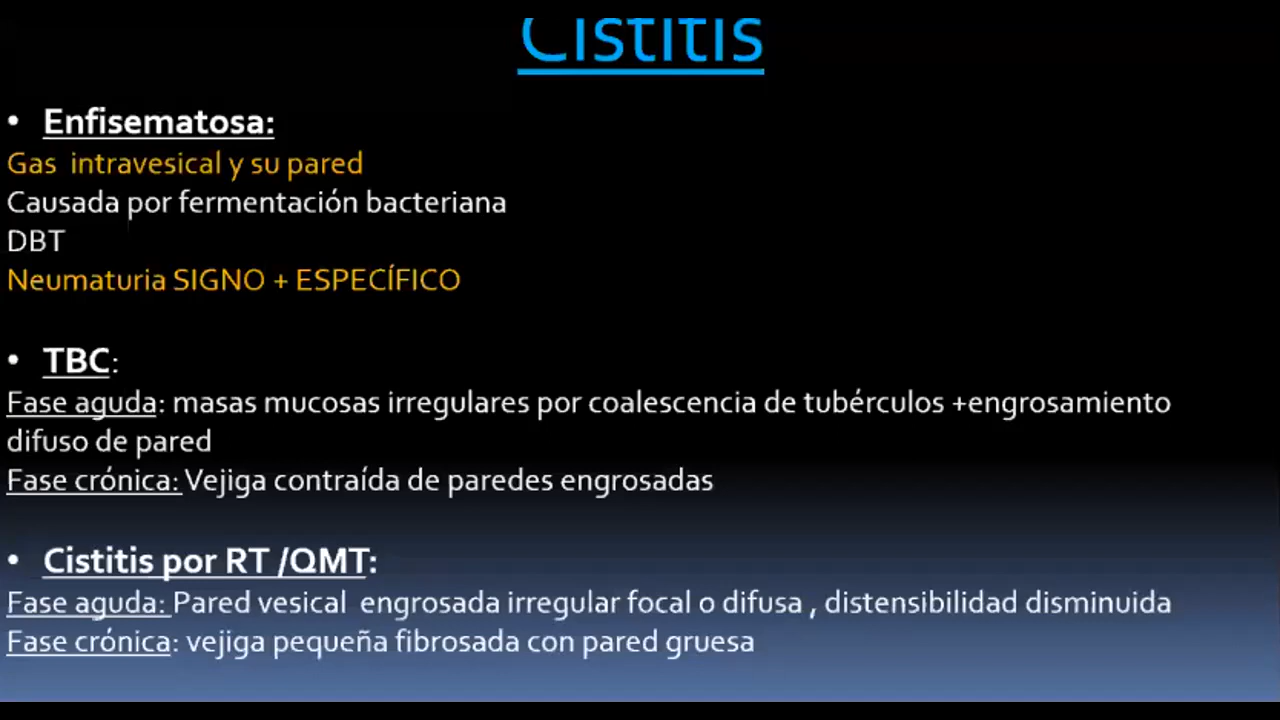 Cistitis
• Enfisematosa:
Gas intravesical y su pared
Causada por fermentación bacteriana
DBT
Neumaturia SIGNO + ESPECÍFICO
• TBC:
Fase aguda: masas mucosas irregulares por coalescencia de tubérculos +engrosamiento
difuso de pared
Fase crónica: Vejiga contraída de paredes engrosadas
• Cistitis por RT /QMT:
Fase aguda: Pared vesical engrosada irregular focal o difusa , distensibilidad disminuida
Fase crónica: vejiga pequeña fibrosada con pared gruesa